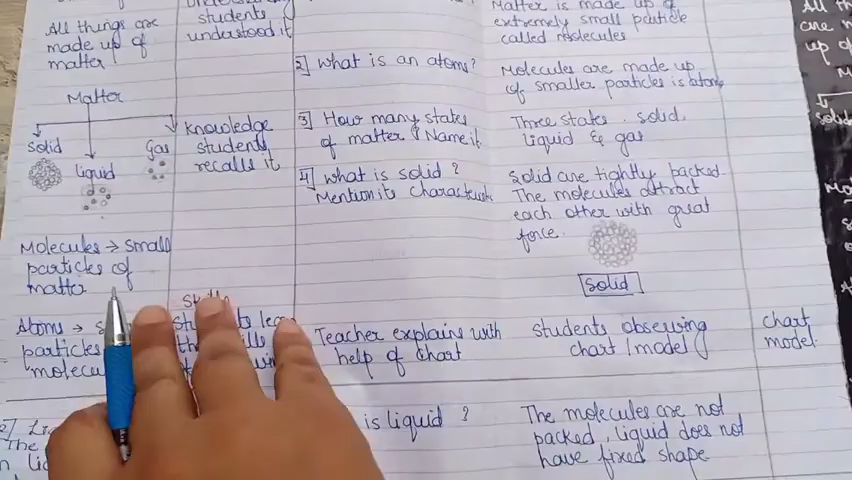 All things are
made up of
matter
Matter
Solid
liquid
Gas
Molecules → small
particles of
matter
Atoms →
particles
molecu
students
understood it
Knowledge
students
recalls it
2] What is an atoms?
3] How many states
of matter & Name it
4] What is solid ?
Mention its
Teacher explains with
help of chart
is liquid ?
Matter is made up of
extremely small particle
called molecules
Molecules are made up
of smaller particles is atoms
Three states . solid,
liquid & gas
Solid are tightly packed
The molecules attract
each other with great
force.
Solid
students observing
chart / model
The molecules are not
packed, liquid does not
have fixed shape
chart
model.